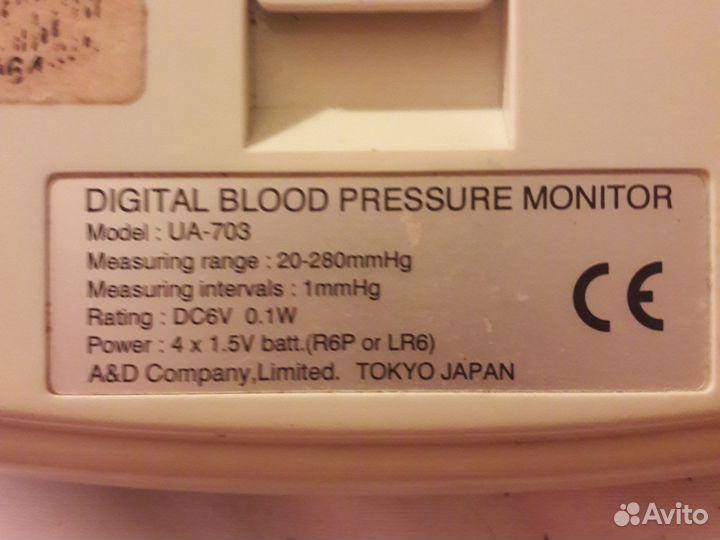 DIGITAL BLOOD PRESSURE MONITOR
Model : UA-703
Measuring range : 20-280mmHg
Measuring intervals : 1mmHg
Rating : DC6V 0.1W
Power : 4 x 1.5V batt.(R6P or LR6)
A&D Company,Limited. TOKYO JAPAN
CE
Avito